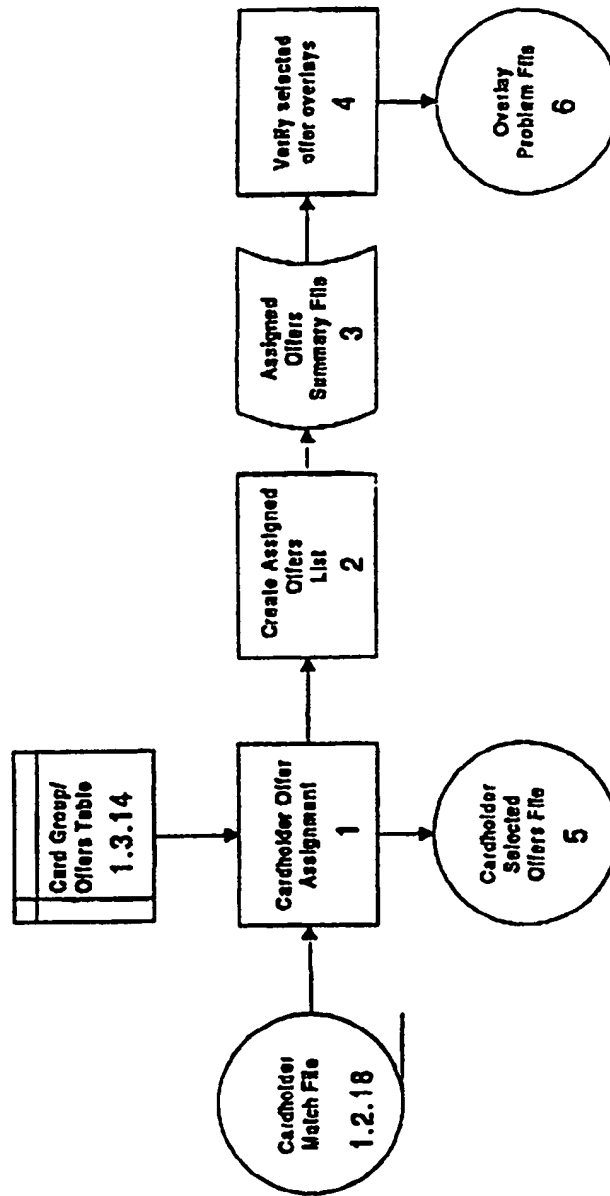 Card Group/
Offers Table
1.3.14
Cardholder
Match File
1.2.18
Cardholder Offer
Assignment
1
Create Assigned
Offers
List
2
Assigned
Offers
Summary File
3
Verify selected
offer overlays
4
Cardholder
Selected
Offers File
5
Overlay
Problem File
6